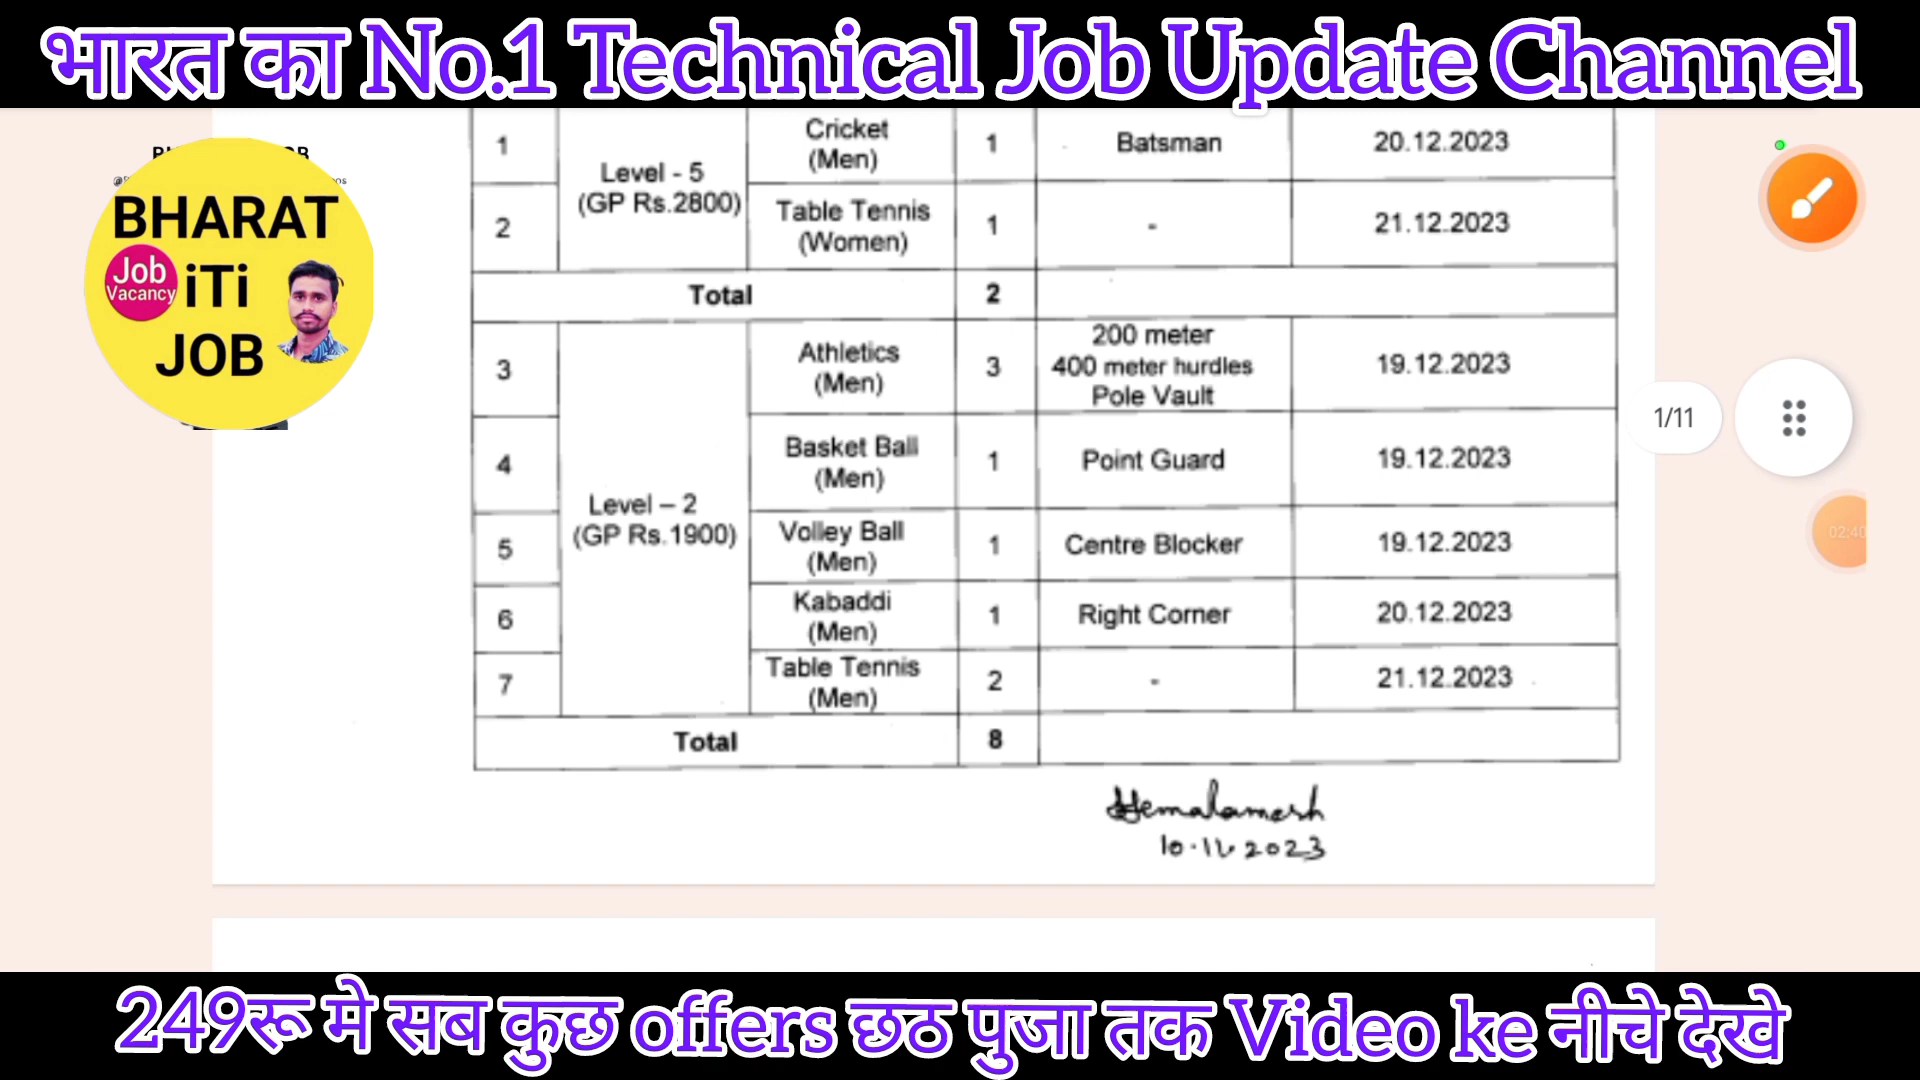 भारत का No.1 Technical Job Update Channel
1 Level - 5 (GP Rs.2800) Cricket (Men) 1 Batsman 20.12.2023
2 Table Tennis (Women) 1 - 21.12.2023
Total 2
3 Level – 2 (GP Rs.1900) Athletics (Men) 3 200 meter 400 meter hurdles Pole Vault 19.12.2023
4 Basket Ball (Men) 1 Point Guard 19.12.2023
5 Volley Ball (Men) 1 Centre Blocker 19.12.2023
6 Kabaddi (Men) 1 Right Corner 20.12.2023
7 Table Tennis (Men) 2 - 21.12.2023
Total 8
10.11.2023
BHARAT
Job Vacancy
iTi
JOB
1/11
02:40
249रू मे सब कुछ offers छठ पुजा तक Video ke नीचे देखे